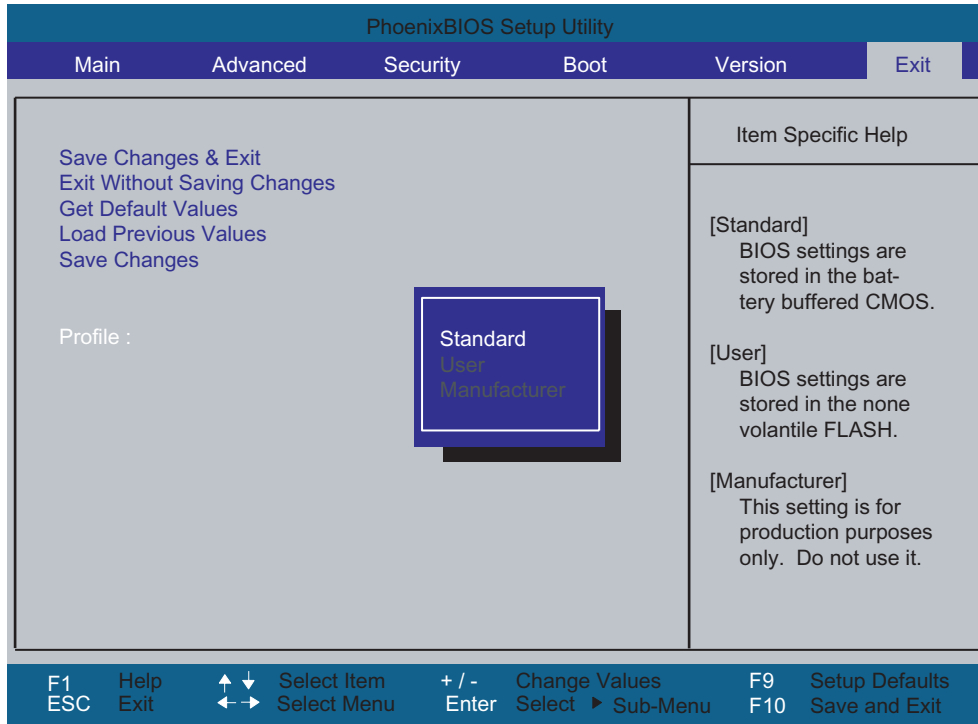 PhoenixBIOS Setup Utility
Main Advanced Security Boot Version Exit
Save Changes & Exit
Exit Without Saving Changes
Get Default Values
Load Previous Values
Save Changes
Profile :
Standard
User
Manufacturer
Item Specific Help
[Standard]
BIOS settings are
stored in the bat-
tery buffered CMOS.
[User]
BIOS settings are
stored in the none
volantile FLASH.
[Manufacturer]
This setting is for
production purposes
only. Do not use it.
F1 Help Select Item + / - Change Values F9 Setup Defaults
ESC Exit Select Menu Enter Select Sub-Menu F10 Save and Exit